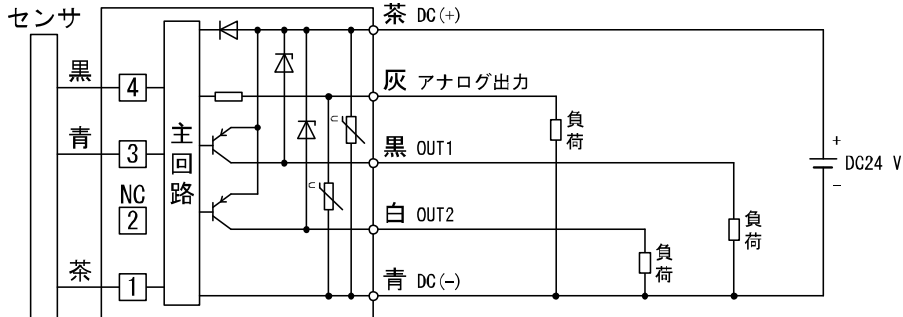 センサ
茶 DC(+)
黒
4
灰 アナログ出力
負荷
青
3
主回路
黒 OUT1
+
DC24 V
−
NC
2
白 OUT2
負荷
負荷
茶
1
青 DC(−)
U
U